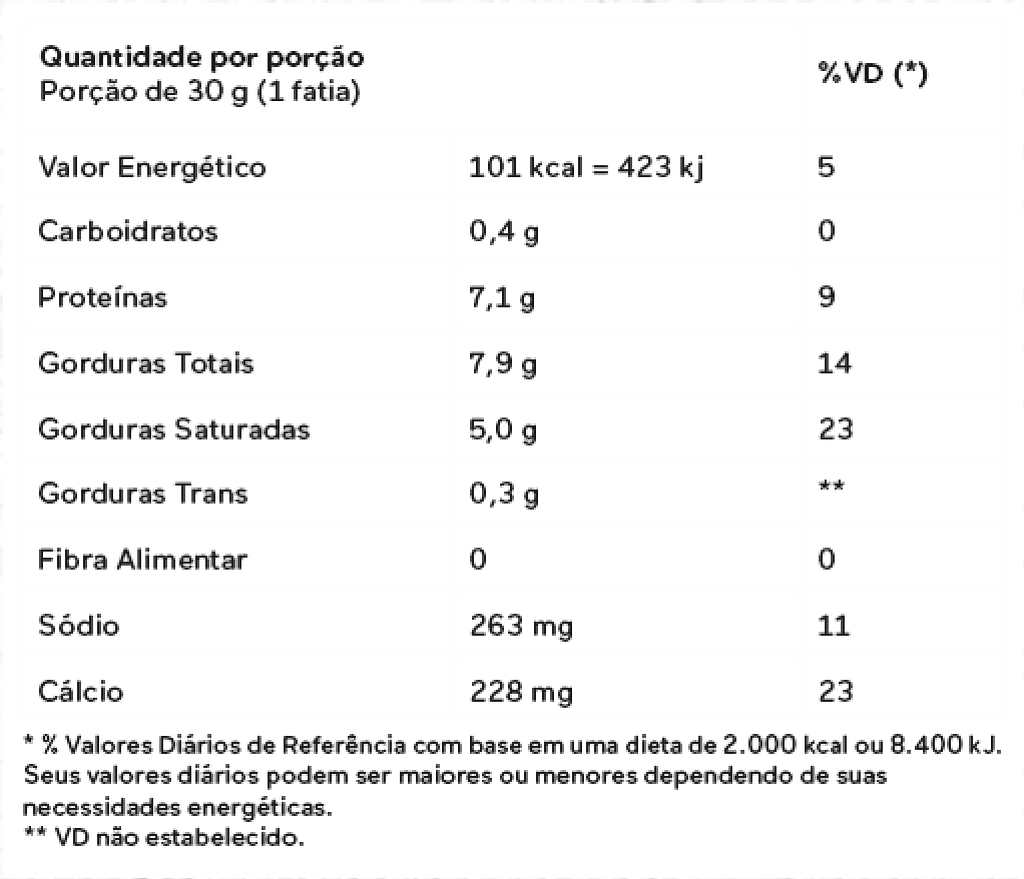 Quantidade por porção
Porção de 30 g (1 fatia) %VD (*)
Valor Energético 101 kcal = 423 kj 5
Carboidratos 0,4 g 0
Proteínas 7,1 g 9
Gorduras Totais 7,9 g 14
Gorduras Saturadas 5,0 g 23
Gorduras Trans 0,3 g **
Fibra Alimentar 0 0
Sódio 263 mg 11
Cálcio 228 mg 23
* % Valores Diários de Referência com base em uma dieta de 2.000 kcal ou 8.400 kJ.
Seus valores diários podem ser maiores ou menores dependendo de suas
necessidades energéticas.
** VD não estabelecido.